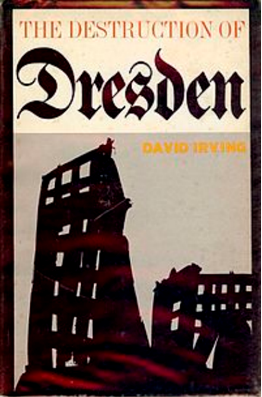 THE DESTRUCTION OF
Dresden
DAVID IRVING